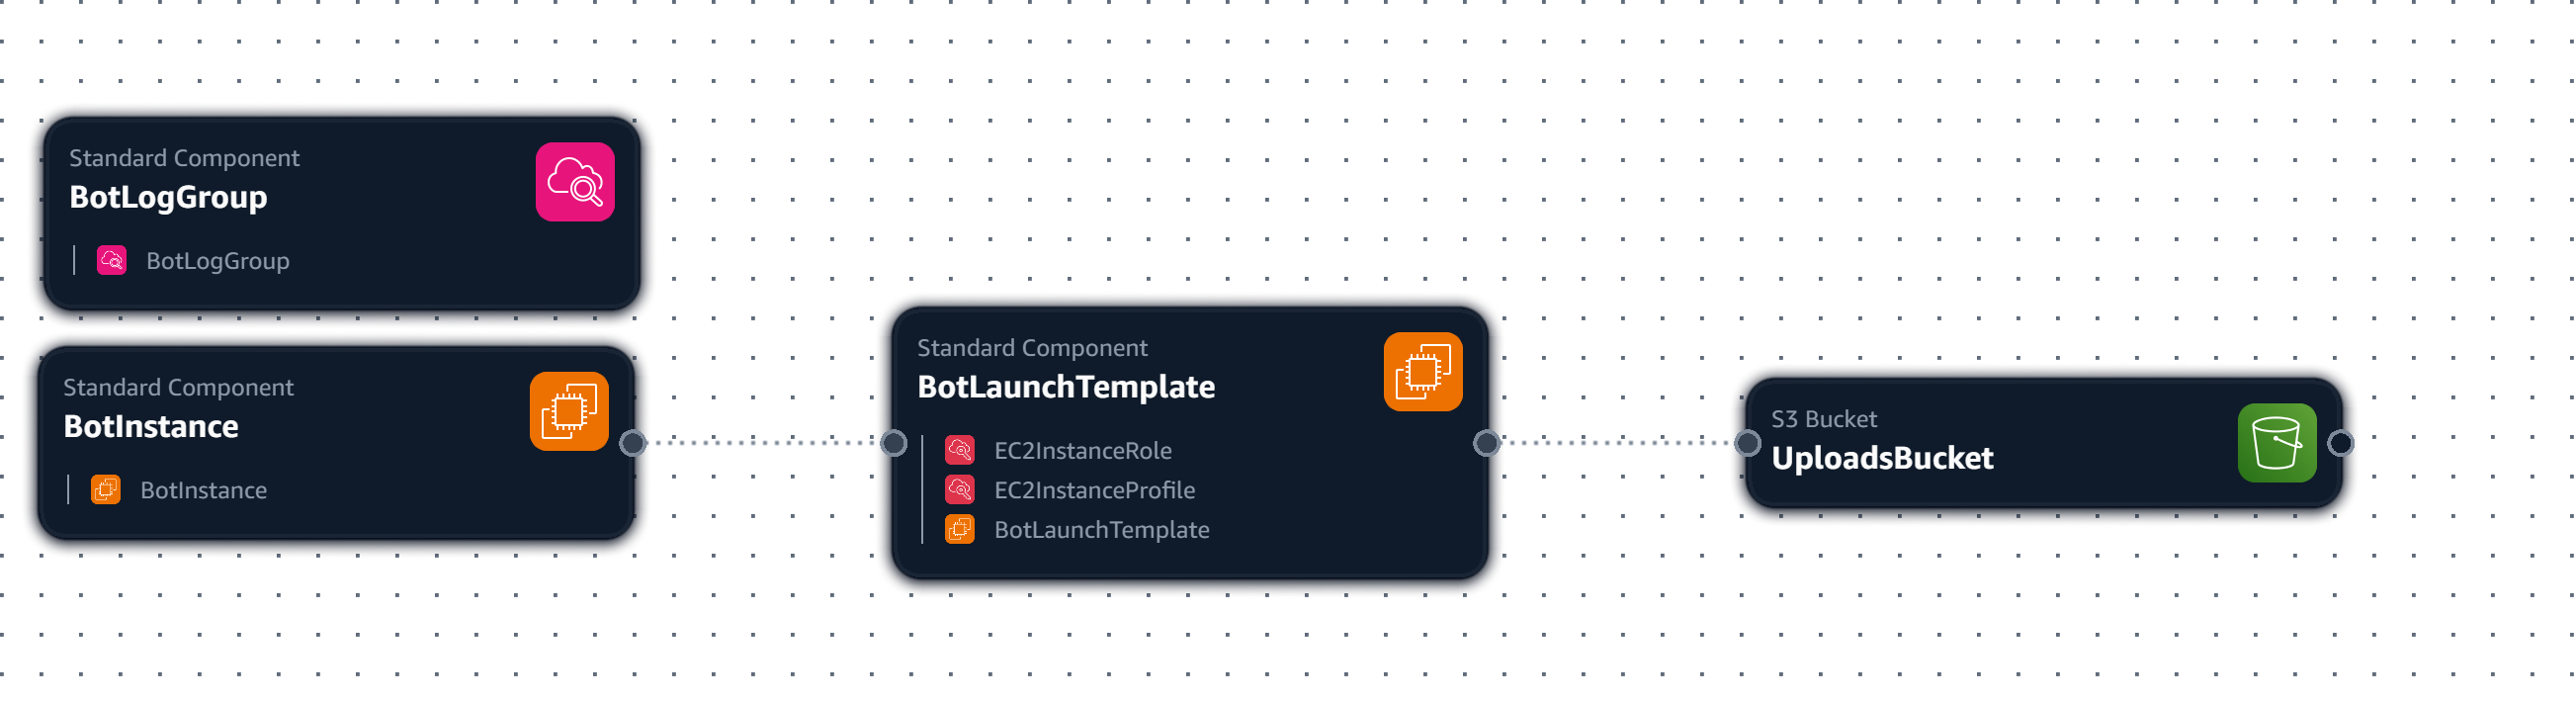 Standard Component
BotLogGroup
BotLogGroup
Standard Component
BotInstance
BotInstance
Standard Component
BotLaunchTemplate
EC2InstanceRole
EC2InstanceProfile
BotLaunchTemplate
S3 Bucket
UploadsBucket